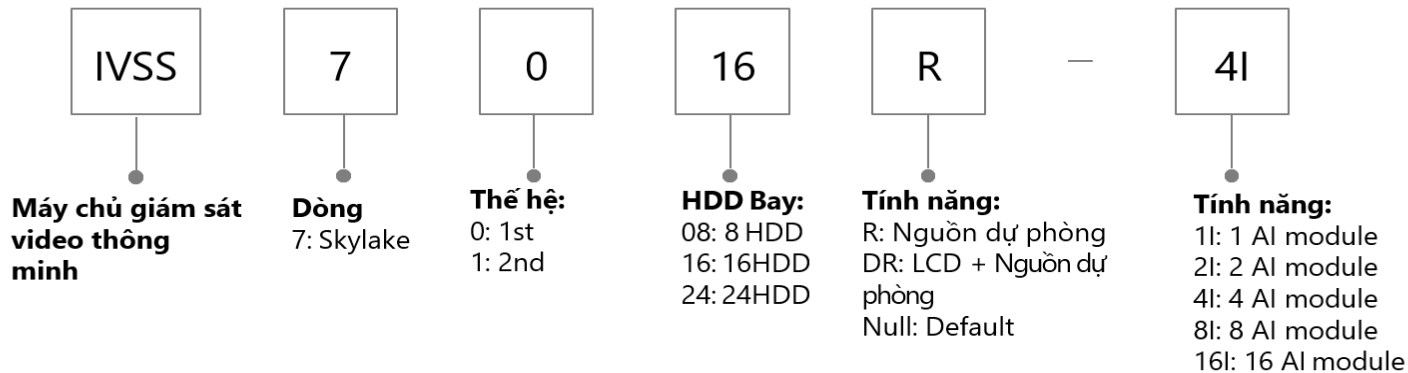 IVSS 7 0 16 R — 4I
Máy chủ giám sát
video thông
minh
Dòng
7: Skylake
Thế hệ:
0: 1st
1: 2nd
HDD Bay:
08: 8 HDD
16: 16HDD
24: 24HDD
Tính năng:
R: Nguồn dự phòng
DR: LCD + Nguồn dự
phòng
Null: Default
Tính năng:
1I: 1 AI module
2I: 2 AI module
4I: 4 AI module
8I: 8 AI module
16I: 16 AI module